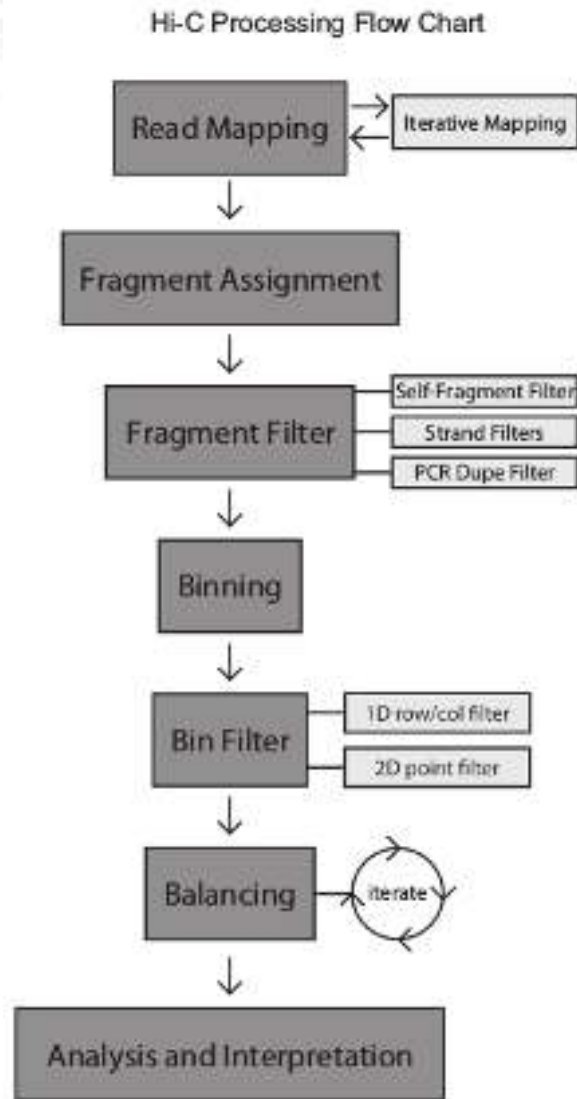 Hi-C Processing Flow Chart
Read Mapping
Iterative Mapping
Fragment Assignment
Fragment Filter
Self-Fragment Filter
Strand Filters
PCR Dupe Filter
Binning
Bin Filter
1D row/col filter
2D point filter
Balancing
iterate
Analysis and Interpretation